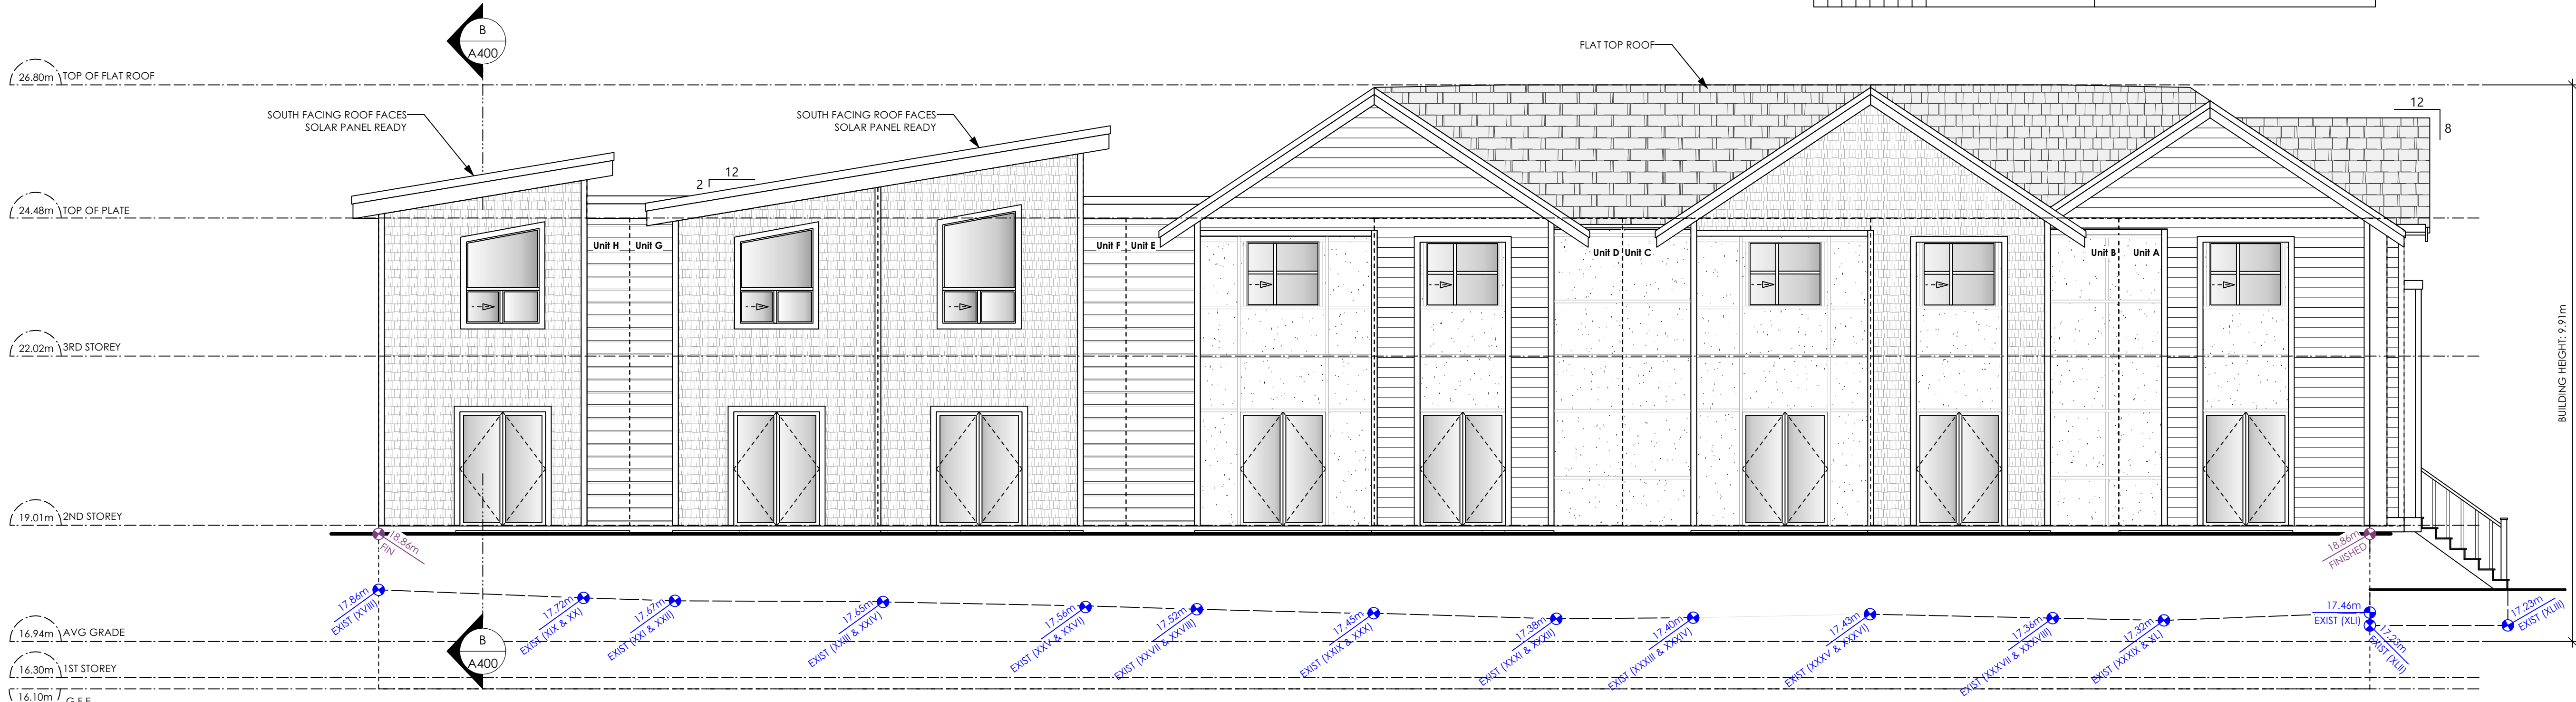 B
A400
FLAT TOP ROOF
26.80m TOP OF FLAT ROOF
SOUTH FACING ROOF FACES
SOLAR PANEL READY
SOUTH FACING ROOF FACES
SOLAR PANEL READY
12
8
12
2
24.48m TOP OF PLATE
Unit H
Unit G
Unit F
Unit E
Unit D
Unit C
Unit B
Unit A
22.02m 3RD STOREY
BUILDING HEIGHT: 9.91m
19.01m 2ND STOREY
18.86m
FIN
18.86m
FINISHED
17.86m
EXIST (XVIII)
17.72m
EXIST (XIX & XX)
17.67m
EXIST (XXI & XXII)
17.65m
EXIST (XXIII & XXIV)
17.56m
EXIST (XXV & XXVI)
17.52m
EXIST (XXVII & XXVIII)
17.45m
EXIST (XXIX & XXX)
17.38m
EXIST (XXXI & XXXII)
17.40m
EXIST (XXXIII & XXXIV)
17.43m
EXIST (XXXV & XXXVI)
17.36m
EXIST (XXXVII & XXXVIII)
17.32m
EXIST (XXXIX & XL)
17.46m
EXIST (XLI)
17.23m
EXIST (XLII)
17.23m
EXIST (XLIII)
16.94m AVG GRADE
B
A400
16.30m 1ST STOREY
16.10m